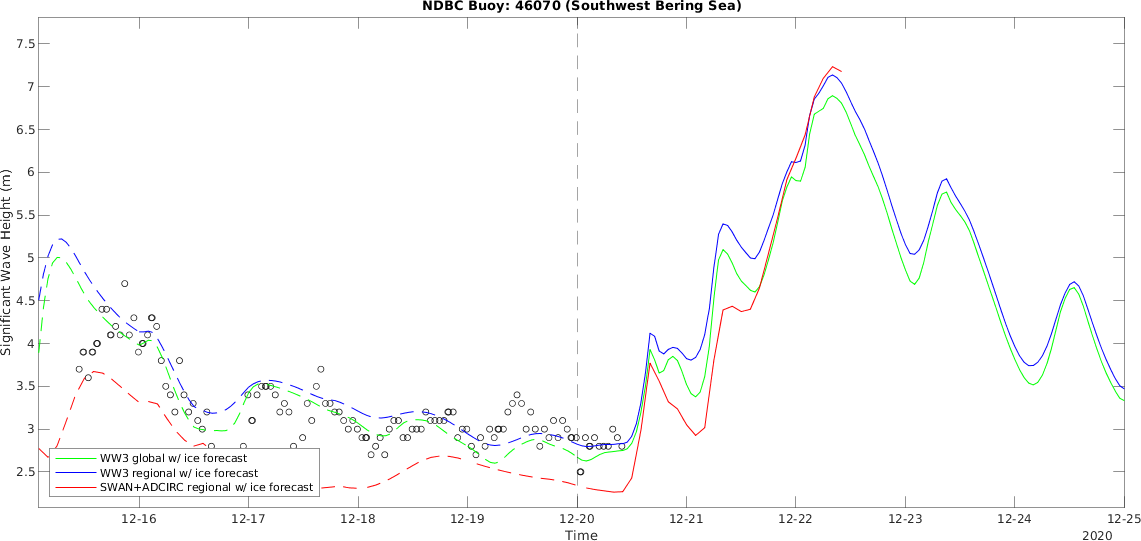 NDBC Buoy: 46070 (Southwest Bering Sea)
Significant Wave Height (m)
7.5
7
6.5
6
5.5
5
4.5
4
3.5
3
2.5
WW3 global w/ ice forecast
WW3 regional w/ ice forecast
SWAN+ADCIRC regional w/ ice forecast
12-16 12-17 12-18 12-19 12-20 12-21 12-22 12-23 12-24 12-25
Time
2020